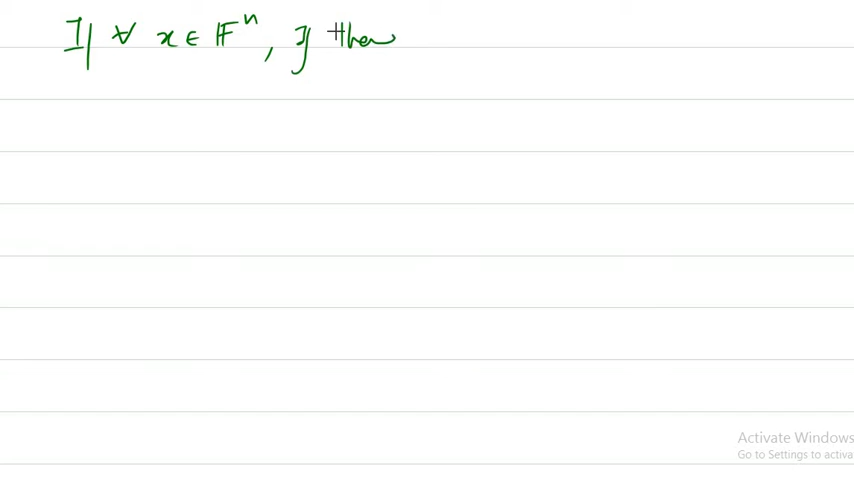 If ∀ x ∈ 𝔽ⁿ, If then
Activate Windows
Go to Settings to activa